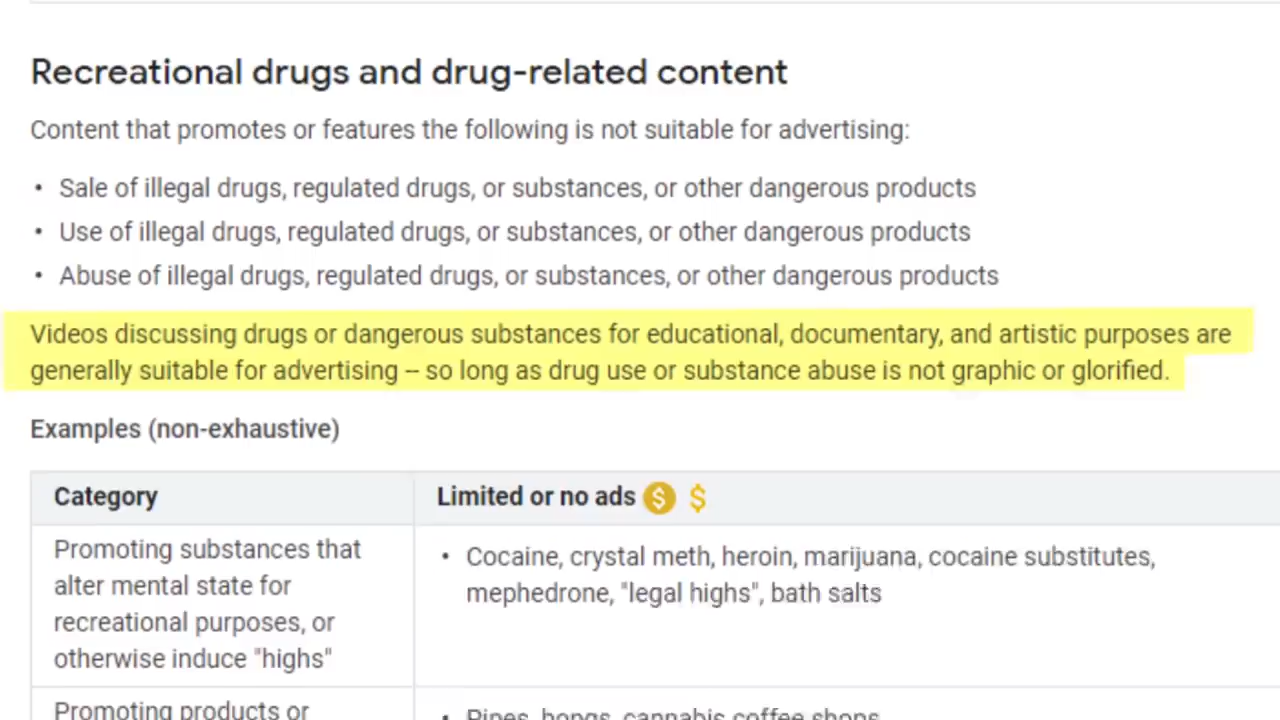 Recreational drugs and drug-related content
Content that promotes or features the following is not suitable for advertising:
• Sale of illegal drugs, regulated drugs, or substances, or other dangerous products
• Use of illegal drugs, regulated drugs, or substances, or other dangerous products
• Abuse of illegal drugs, regulated drugs, or substances, or other dangerous products
Videos discussing drugs or dangerous substances for educational, documentary, and artistic purposes are
generally suitable for advertising – so long as drug use or substance abuse is not graphic or glorified.
Examples (non-exhaustive)
Category
Limited or no ads $ $
Promoting substances that
alter mental state for
recreational purposes, or
otherwise induce "highs"
• Cocaine, crystal meth, heroin, marijuana, cocaine substitutes,
mephedrone, "legal highs", bath salts
Promoting products or
• Pipes, bongs, cannabis coffee shops